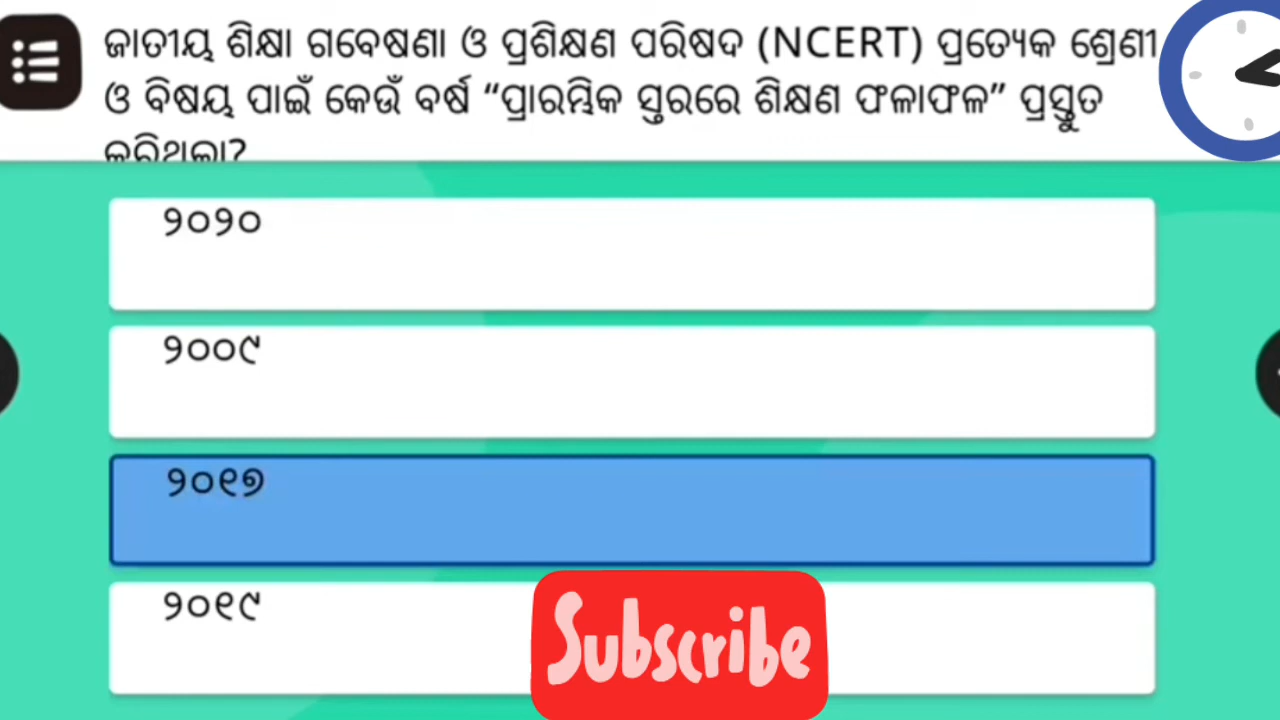 ଜାତୀୟ ଶିକ୍ଷା ଗବେଷଣା ଓ ପ୍ରଶିକ୍ଷଣ ପରିଷଦ (NCERT) ପ୍ରତ୍ୟେକ ଶ୍ରେଣୀ
ଓ ବିଷୟ ପାଇଁ କେଉଁ ବର୍ଷ “ପ୍ରାରମ୍ଭିକ ସ୍ତରରେ ଶିକ୍ଷଣ ଫଳାଫଳ” ପ୍ରସ୍ତୁତ
କରିଥିଲା?
୨୦୨୦
୨୦୦୯
୨୦୧୭
୨୦୧୯
Subscribe